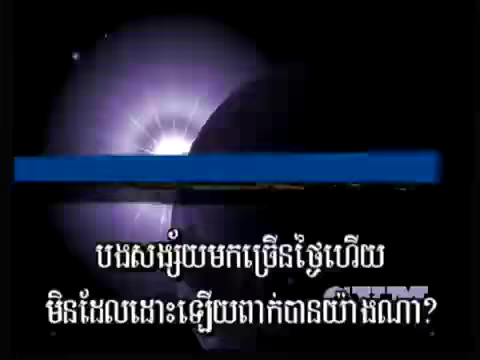 បងសង្ស័យមកច្រើនថ្ងៃហើយ
មិនដែលដោះឡើយពាក់បានយ៉ាងណា?